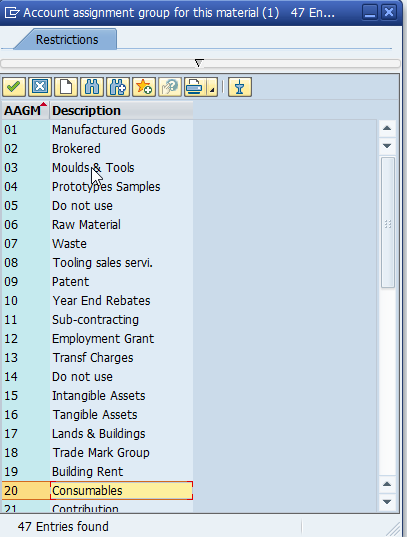 Account assignment group for this material (1) 47 En...
Restrictions
AAGM Description
01 Manufactured Goods
02 Brokered
03 Moulds & Tools
04 Prototypes Samples
05 Do not use
06 Raw Material
07 Waste
08 Tooling sales servi.
09 Patent
10 Year End Rebates
11 Sub-contracting
12 Employment Grant
13 Transf Charges
14 Do not use
15 Intangible Assets
16 Tangible Assets
17 Lands & Buildings
18 Trade Mark Group
19 Building Rent
20 Consumables
21 Contribution
47 Entries found